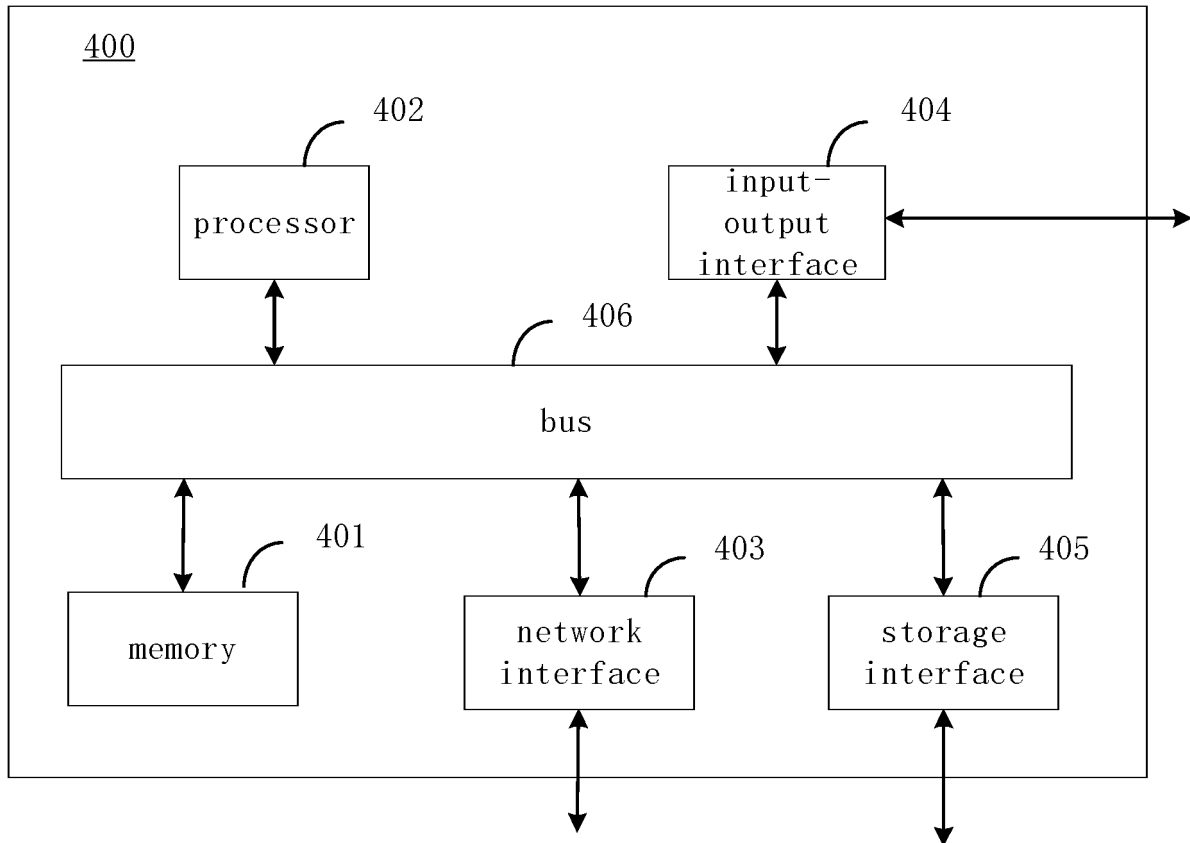 400
402
404
processor
input-
output
interface
406
bus
401
403
405
memory
network
interface
storage
interface